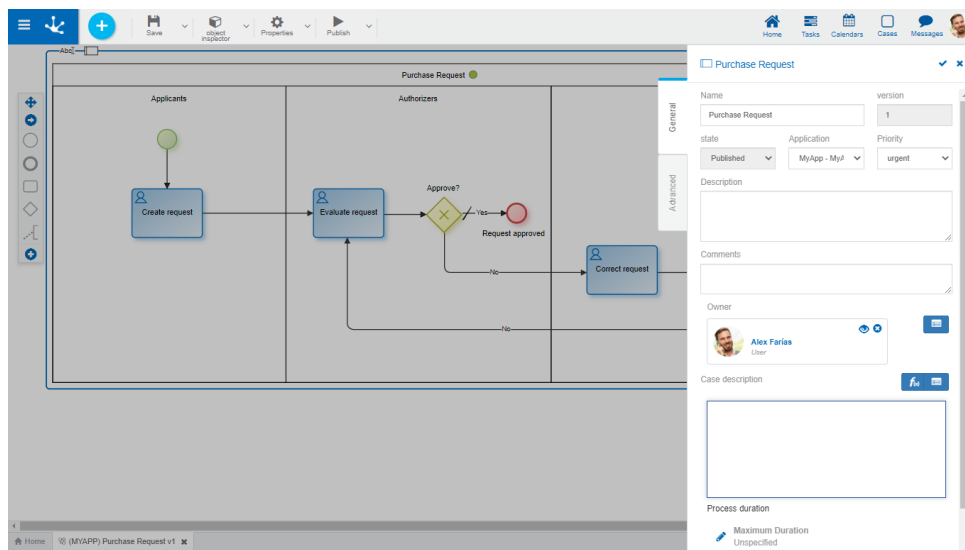 Save
object
inspector
Properties
Publish
Home
Tasks
Calendars
Cases
Messages
Purchase Request
Applicants
Authorizers
Create request
Evaluate request
Approve?
Yes
Request approved
No
Correct request
No
General
Advanced
Purchase Request
Name
version
Purchase Request
1
state
Application
Priority
Published
MyApp - MyA
urgent
Description
Comments
Owner
Alex Farías
User
Case description
f(x)
Process duration
Maximum Duration
Unspecified
Home
(MYAPP) Purchase Request v1